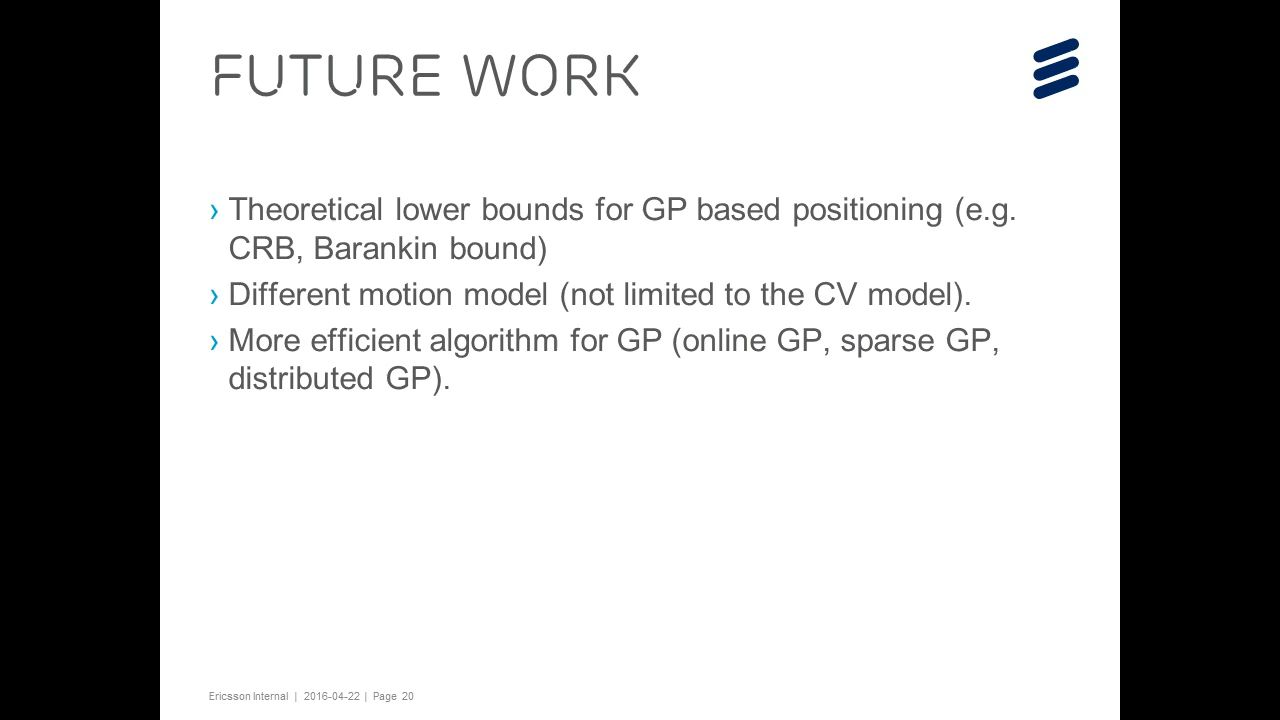 FUTURE WORK
› Theoretical lower bounds for GP based positioning (e.g.
CRB, Barankin bound)
› Different motion model (not limited to the CV model).
› More efficient algorithm for GP (online GP, sparse GP,
distributed GP).
Ericsson Internal | 2016-04-22 | Page 20